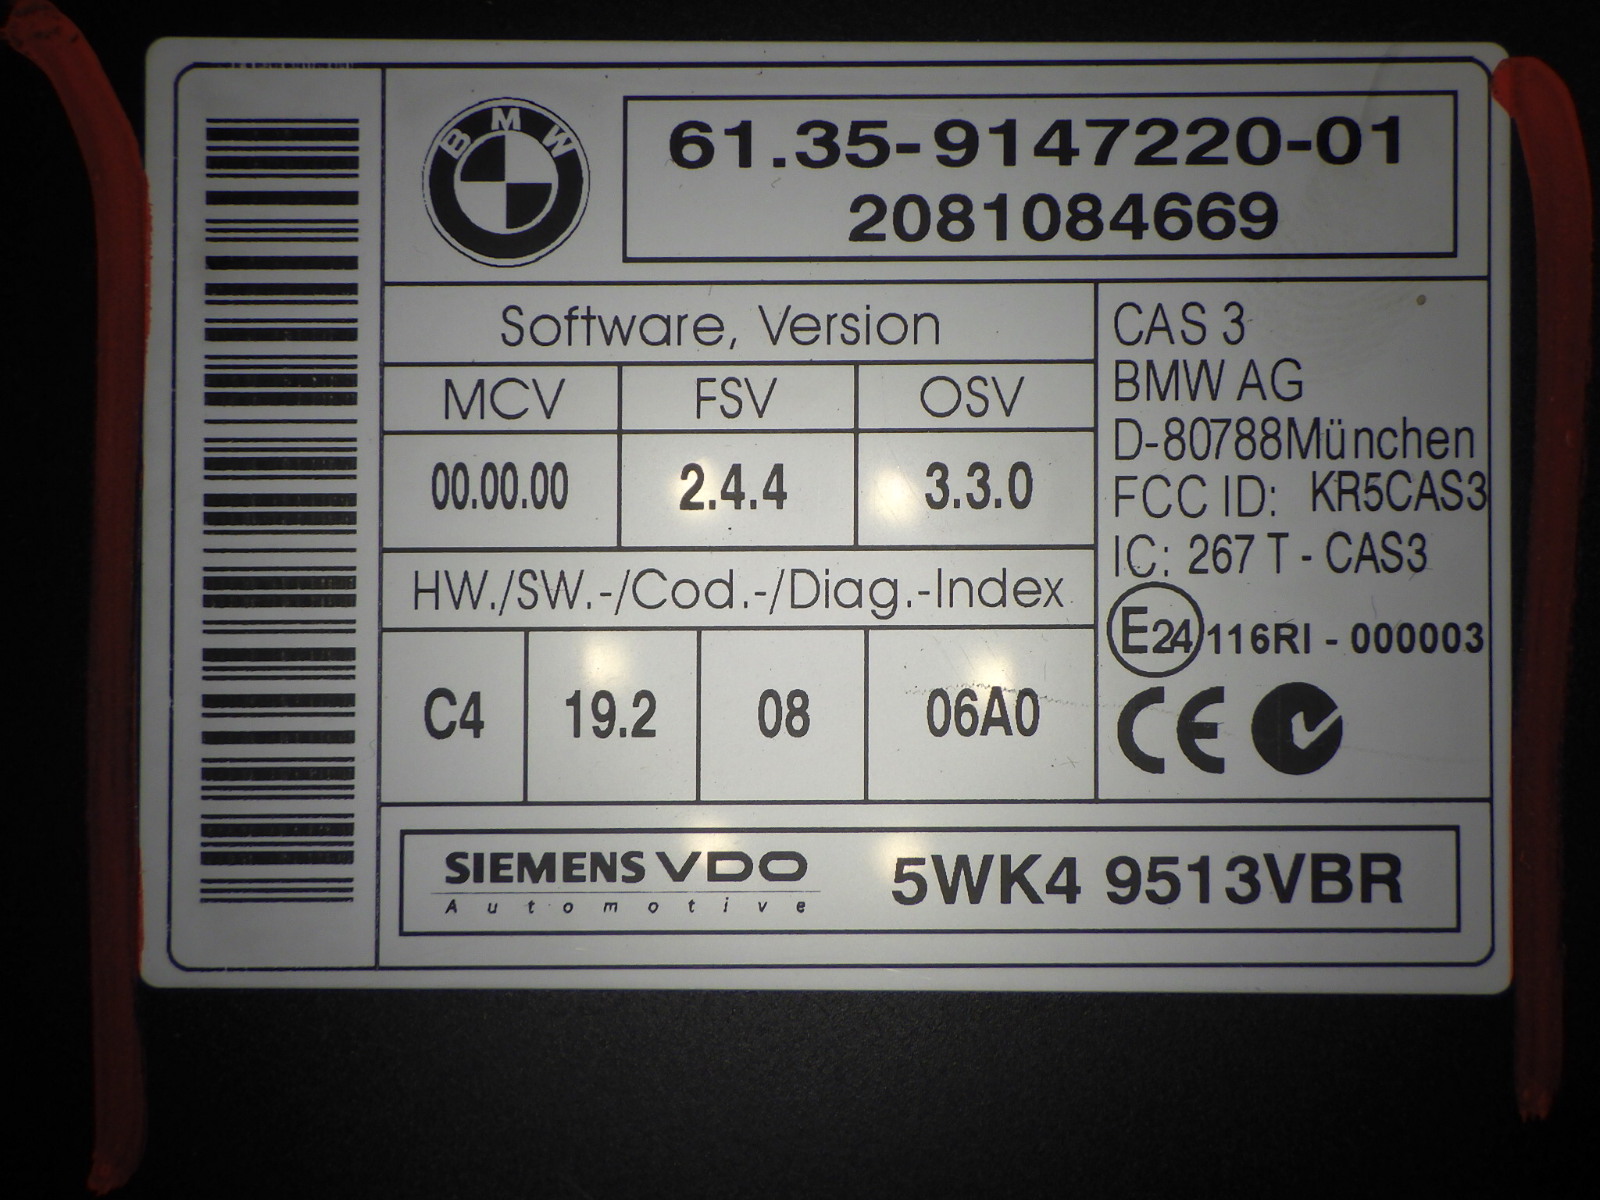 BMW
61.35-9147220-01
2081084669
Software, Version
MCV FSV OSV
00.00.00 2.4.4 3.3.0
HW./SW.-/Cod.-/Diag.-Index
C4 19.2 08 06A0
CAS 3
BMW AG
D-80788München
FCC ID: KR5CAS3
IC: 267 T - CAS3
E24 116RI - 000003
CE
SIEMENS VDO
Automotive
5WK4 9513VBR